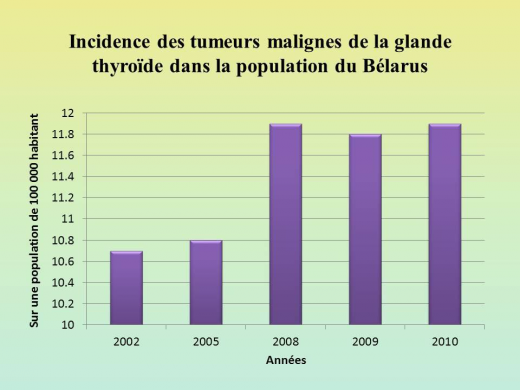 Incidence des tumeurs malignes de la glande
thyroïde dans la population du Bélarus
Sur une population de 100 000 habitant
12
11.8
11.6
11.4
11.2
11
10.8
10.6
10.4
10.2
10
2002 2005 2008 2009 2010
Années